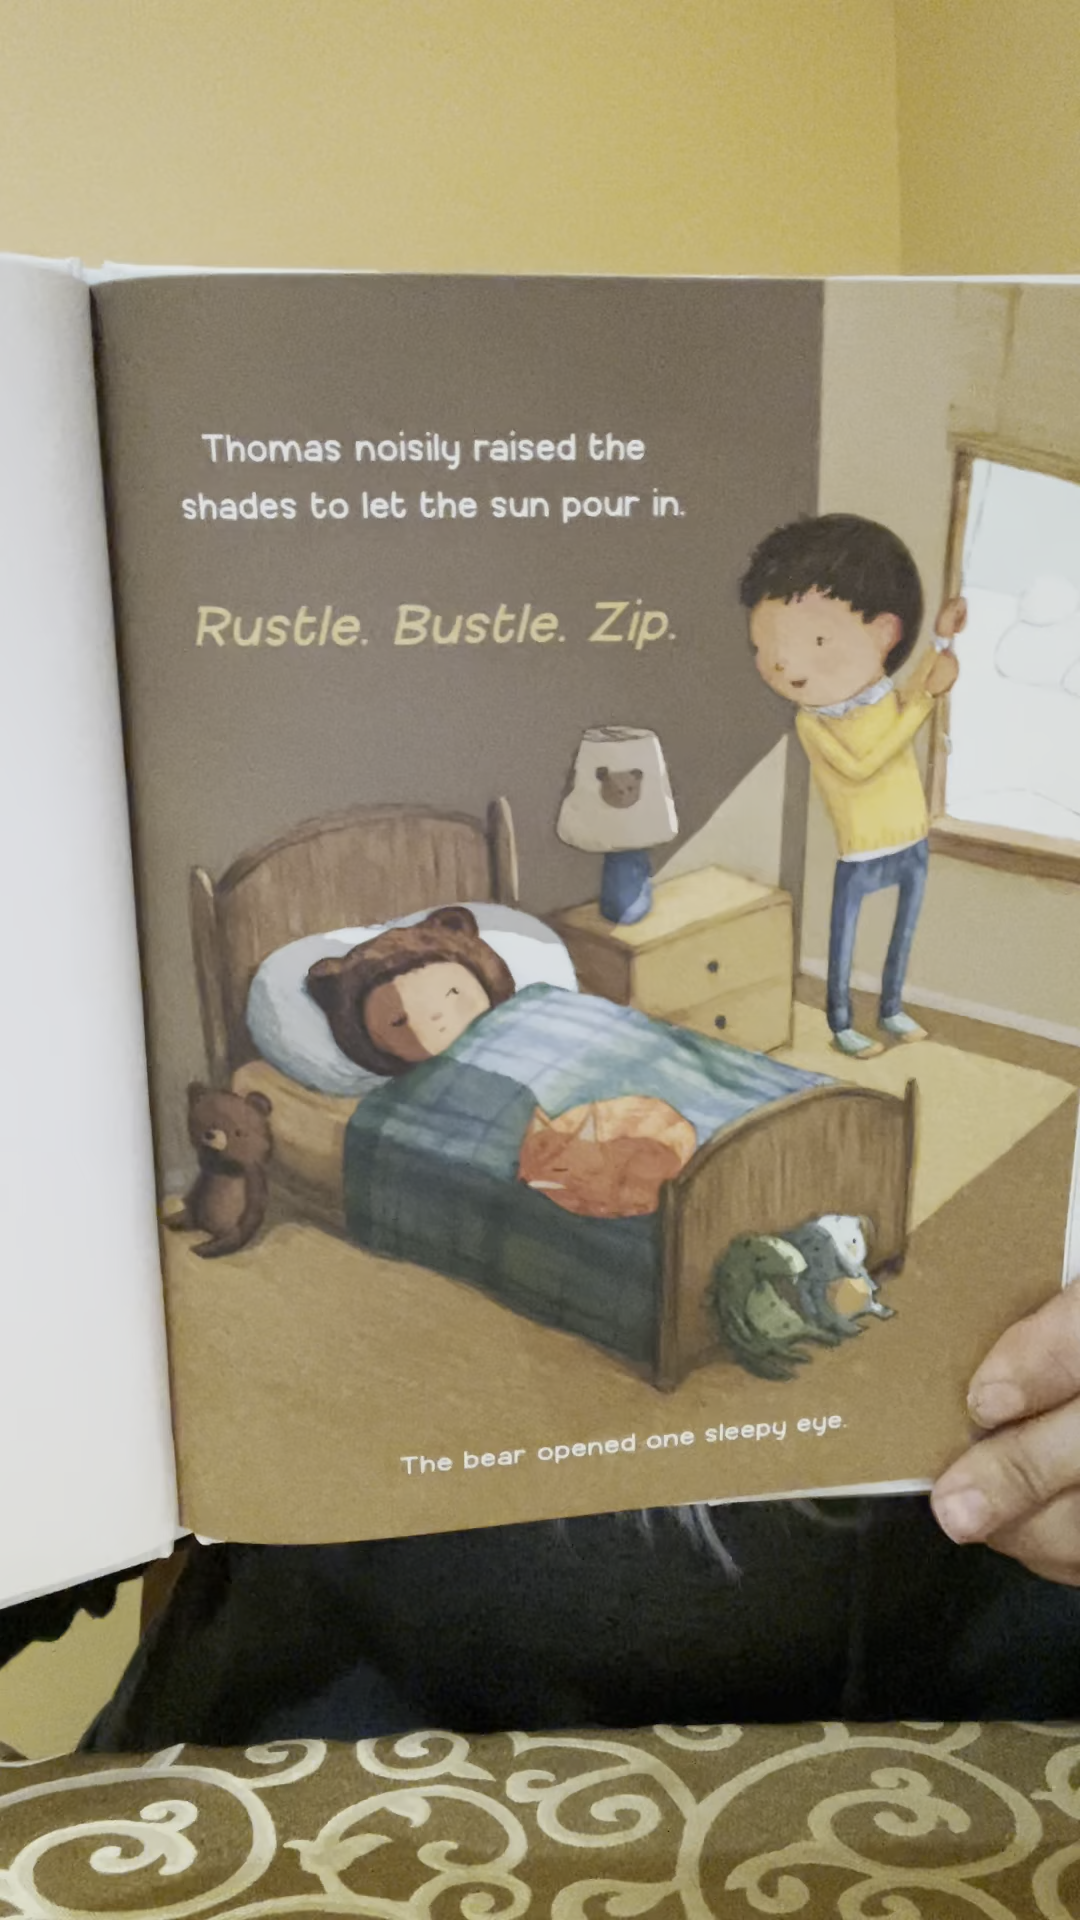 Thomas noisily raised the
shades to let the sun pour in.
Rustle. Bustle. Zip.
The bear opened one sleepy eye.